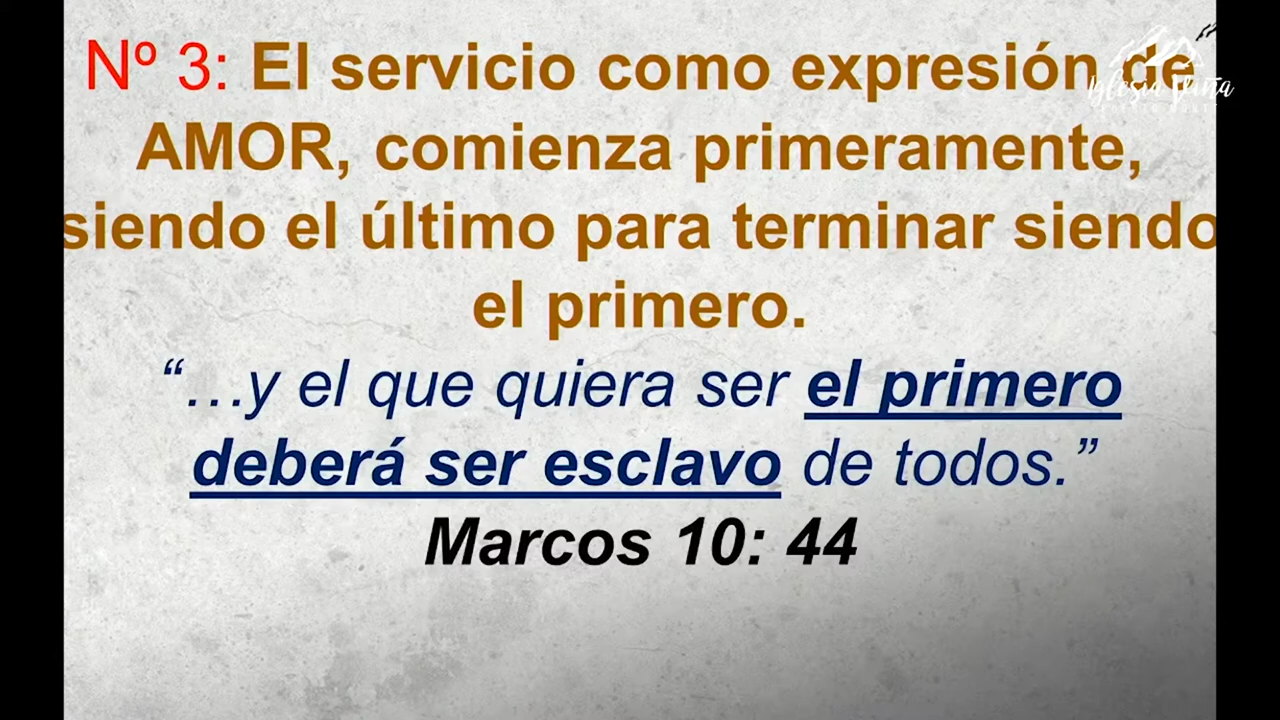 Nº 3: El servicio como expresión de
AMOR, comienza primeramente,
siendo el último para terminar siendo
el primero.
“…y el que quiera ser el primero
deberá ser esclavo de todos.”
Marcos 10: 44
Iglesia